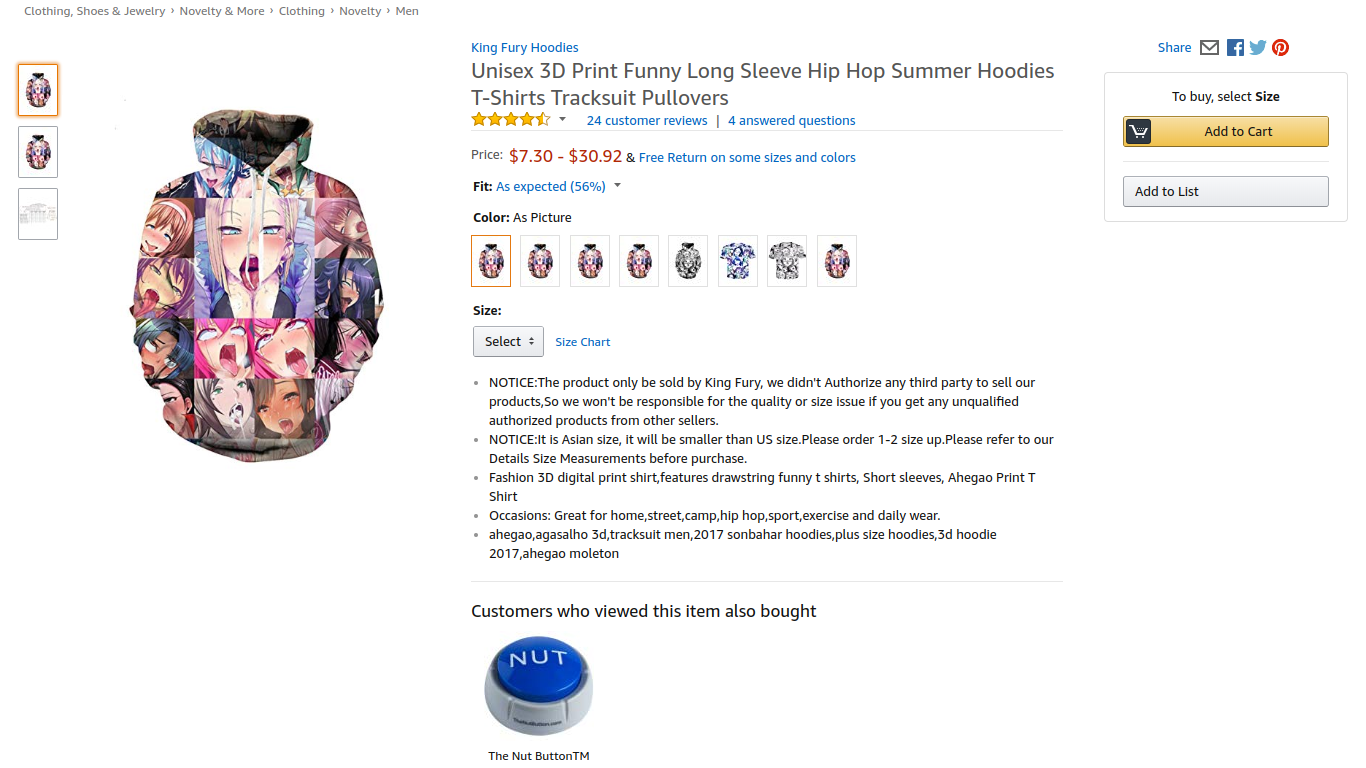 Clothing, Shoes & Jewelry › Novelty & More › Clothing › Novelty › Men
King Fury Hoodies
Share
Unisex 3D Print Funny Long Sleeve Hip Hop Summer Hoodies
T-Shirts Tracksuit Pullovers
24 customer reviews | 4 answered questions
Price: $7.30 - $30.92 & Free Return on some sizes and colors
Fit: As expected (56%)
Color: As Picture
Size:
Select
Size Chart
To buy, select Size
Add to Cart
Add to List
• NOTICE:The product only be sold by King Fury, we didn't Authorize any third party to sell our
products,So we won't be responsible for the quality or size issue if you get any unqualified
authorized products from other sellers.
• NOTICE:It is Asian size, it will be smaller than US size.Please order 1-2 size up.Please refer to our
Details Size Measurements before purchase.
• Fashion 3D digital print shirt,features drawstring funny t shirts, Short sleeves, Ahegao Print T
Shirt
• Occasions: Great for home,street,camp,hip hop,sport,exercise and daily wear.
• ahegao,agasalho 3d,tracksuit men,2017 sonbahar hoodies,plus size hoodies,3d hoodie
2017,ahegao moleton
Customers who viewed this item also bought
NUT
TheNutButton.com
The Nut ButtonTM